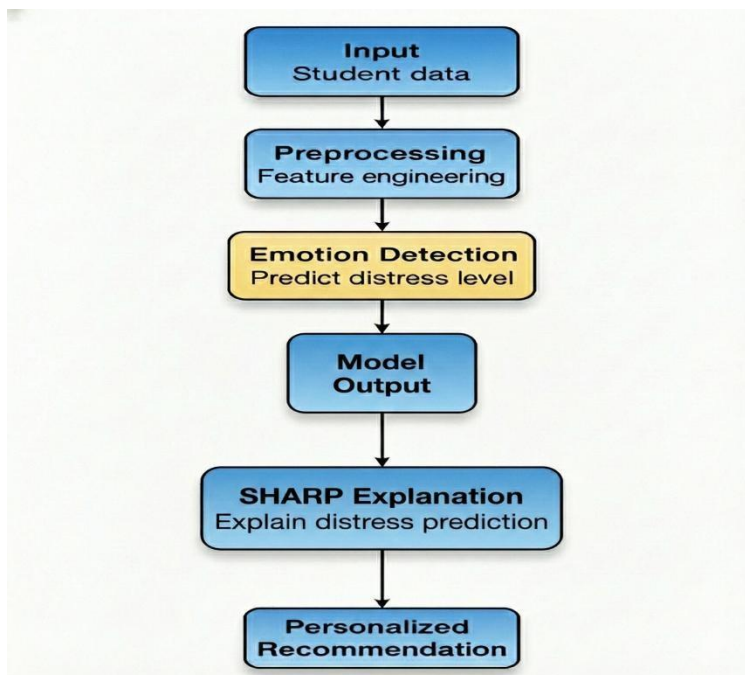 Input
Student data
Preprocessing
Feature engineering
Emotion Detection
Predict distress level
Model
Output
SHARP Explanation
Explain distress prediction
Personalized
Recommendation